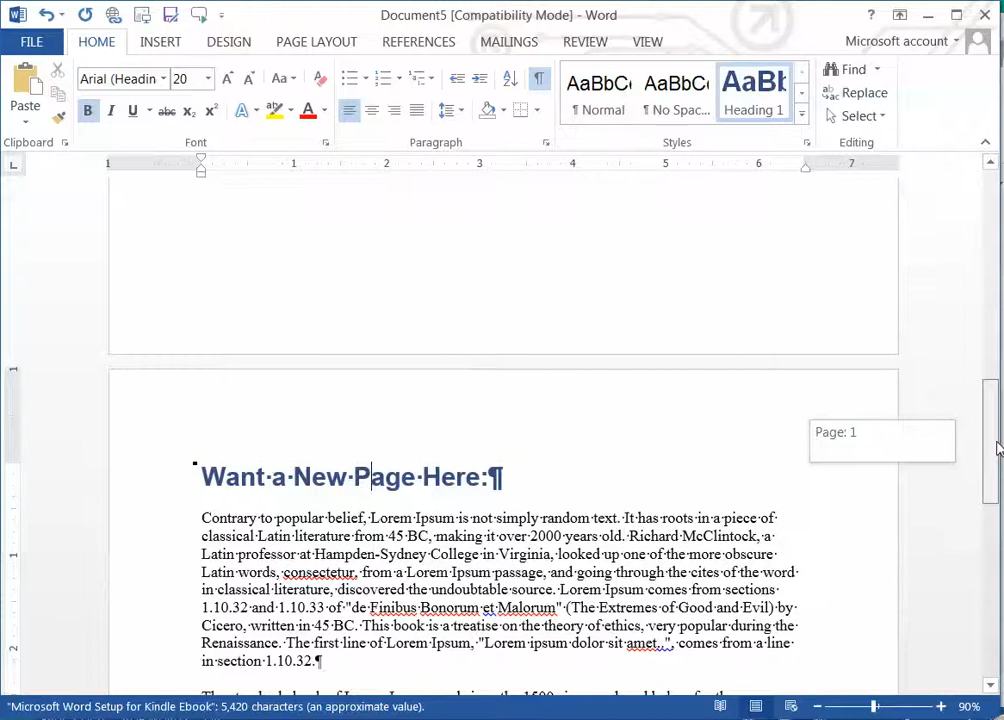 Document5 [Compatibility Mode] - Word
FILE HOME INSERT DESIGN PAGE LAYOUT REFERENCES MAILINGS REVIEW VIEW Microsoft account
Paste
Arial (Headin 20
AaBbCc AaBbCc AaBb
¶ Normal ¶ No Spac... Heading 1
Find
Replace
Select
Clipboard Font Paragraph Styles Editing
1 1 2 3 4 5 6 7
Page: 1
Want·a·New·Page·Here:¶
Contrary·to·popular·belief,·Lorem·Ipsum·is·not·simply·random·text.·It·has·roots·in·a·piece·of·
classical·Latin·literature·from·45·BC,·making·it·over·2000·years·old.·Richard·McClintock,·a·
Latin·professor·at·Hampden-Sydney·College·in·Virginia,·looked·up·one·of·the·more·obscure·
Latin·words,·consectetur,·from·a·Lorem·Ipsum·passage,·and·going·through·the·cites·of·the·word·
in·classical·literature,·discovered·the·undoubtable·source.·Lorem·Ipsum·comes·from·sections·
1.10.32·and·1.10.33·of·"de·Finibus·Bonorum·et·Malorum"·(The·Extremes·of·Good·and·Evil)·by·
Cicero,·written·in·45·BC.·This·book·is·a·treatise·on·the·theory·of·ethics,·very·popular·during·the·
Renaissance.·The·first·line·of·Lorem·Ipsum,·"Lorem·ipsum·dolor·sit·amet..",·comes·from·a·line·
in·section·1.10.32.¶
"Microsoft Word Setup for Kindle Ebook": 5,420 characters (an approximate value).
90%